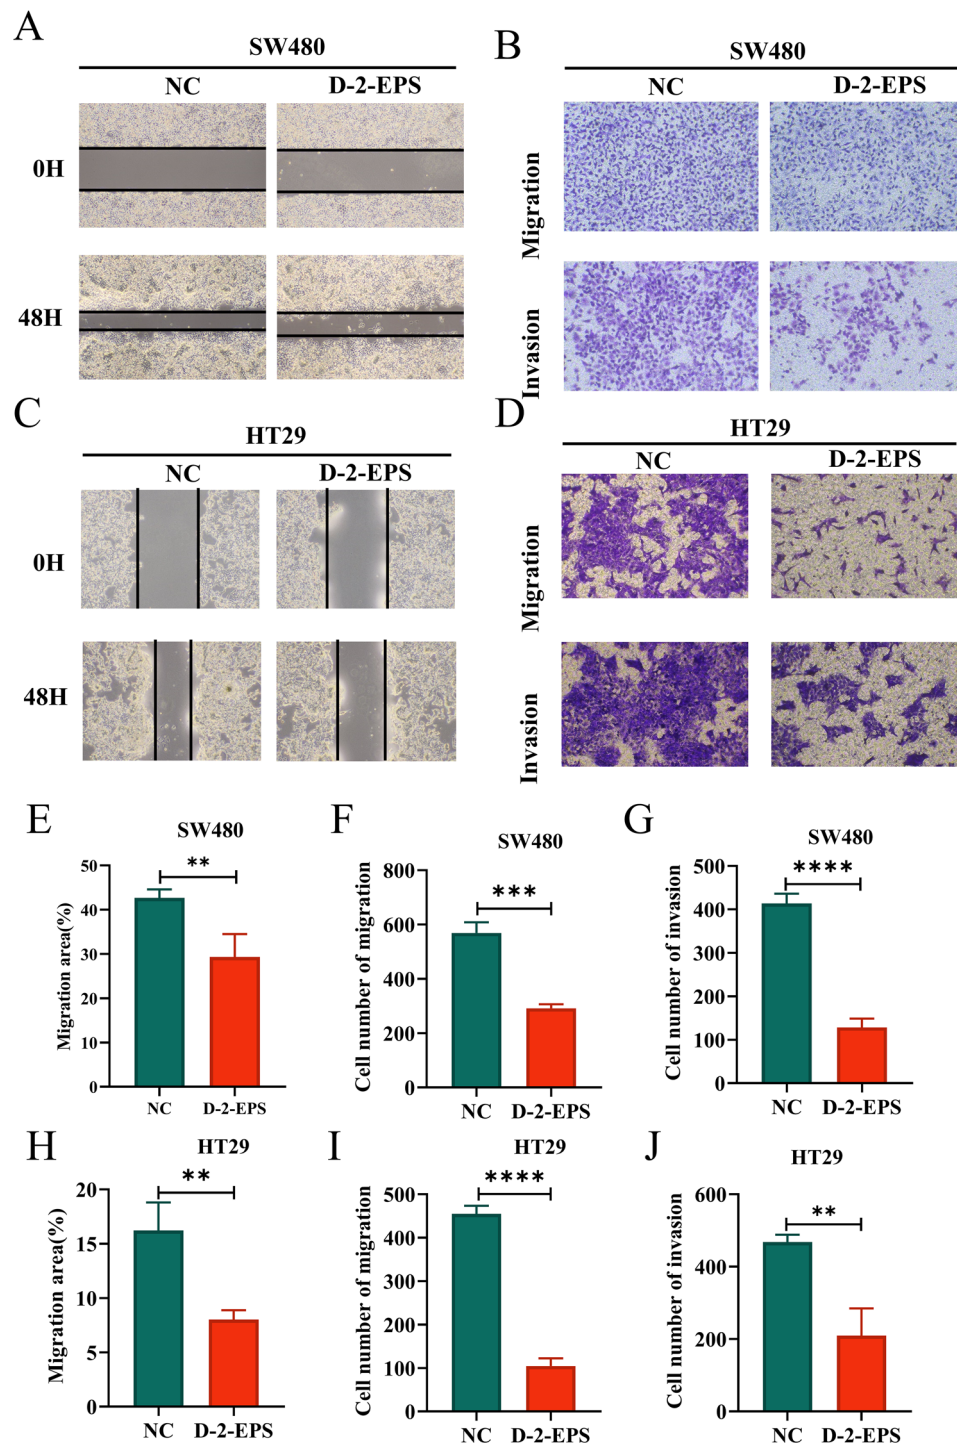 A
SW480
NC D-2-EPS
0H
48H
B
SW480
NC D-2-EPS
Migration
Invasion
C
HT29
NC D-2-EPS
0H
48H
D
HT29
NC D-2-EPS
Migration
Invasion
E
SW480
Migration area(%)
50
40
30
20
10
0
**
NC D-2-EPS
F
SW480
Cell number of migration
800
600
400
200
0
***
NC D-2-EPS
G
SW480
Cell number of invasion
500
400
300
200
100
0
****
NC D-2-EPS
H
HT29
Migration area(%)
20
15
10
5
0
**
NC D-2-EPS
I
HT29
Cell number of migration
500
400
300
200
100
0
****
NC D-2-EPS
J
HT29
Cell number of invasion
600
400
200
0
**
NC D-2-EPS